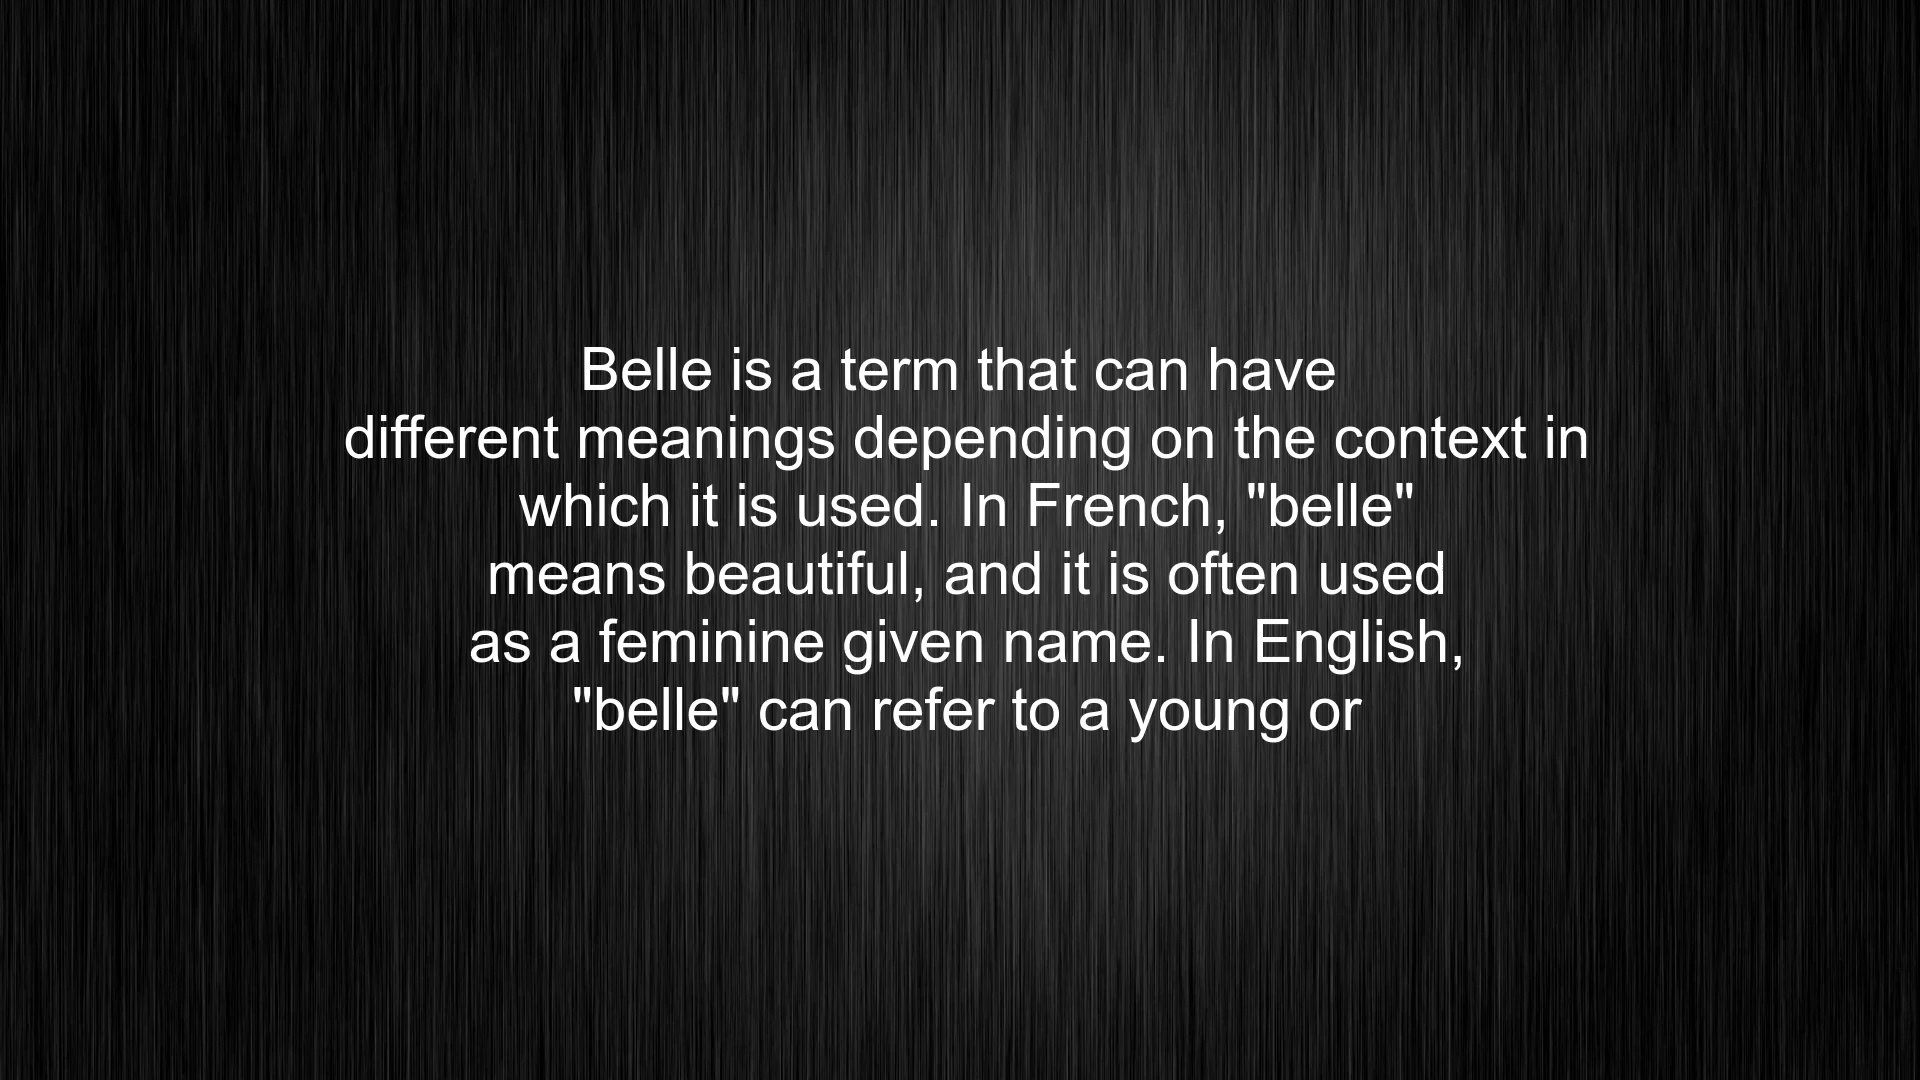 Belle is a term that can have
different meanings depending on the context in
which it is used. In French, "belle"
means beautiful, and it is often used
as a feminine given name. In English,
"belle" can refer to a young or